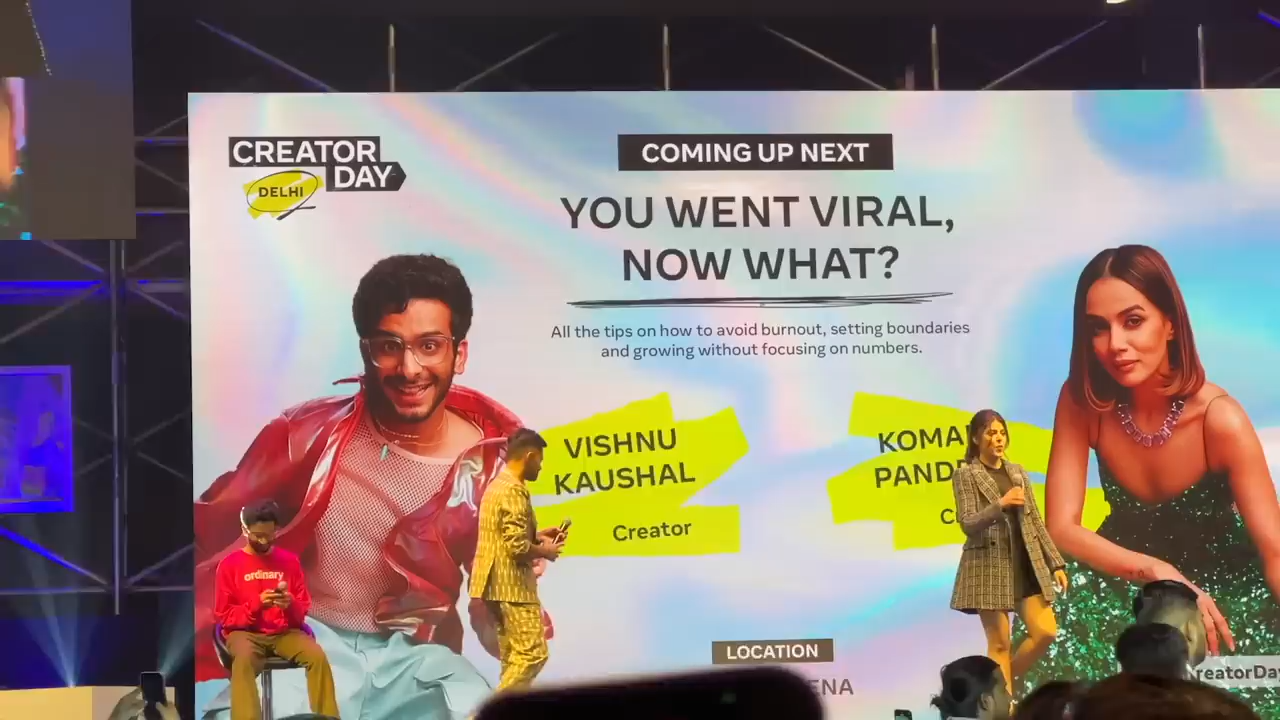 CREATOR
DAY
DELHI
COMING UP NEXT
YOU WENT VIRAL,
NOW WHAT?
All the tips on how to avoid burnout, setting boundaries
and growing without focusing on numbers.
VISHNU
KAUSHAL
Creator
ordinary
LOCATION